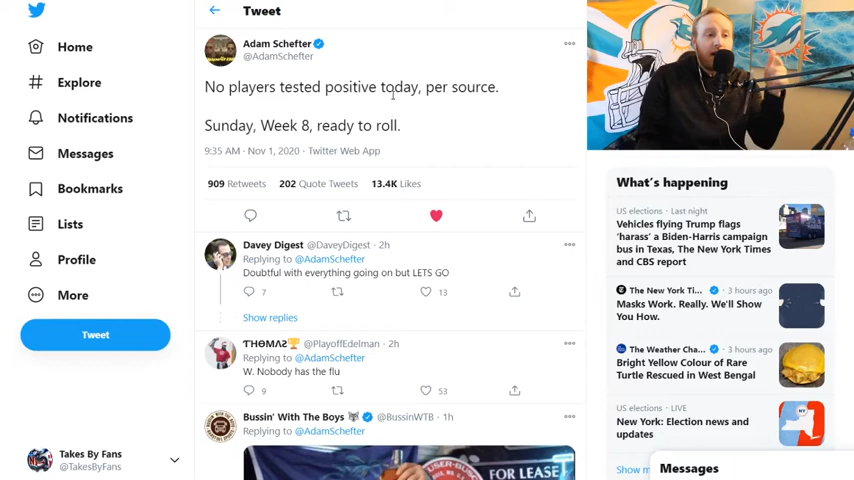 Tweet
Home
Explore
Notifications
Messages
Bookmarks
Lists
Profile
More
Tweet
Takes By Fans
@TakesByFans
Adam Schefter
@AdamSchefter
No players tested positive today, per source.
Sunday, Week 8, ready to roll.
9:35 AM · Nov 1, 2020 · Twitter Web App
909 Retweets 202 Quote Tweets 13.4K Likes
Davey Digest @DaveyDigest · 2h
Replying to @AdamSchefter
Doubtful with everything going on but LETS GO
7 13
Show replies
ƬHӨMΛƧ🏆 @PlayoffEdelman · 2h
Replying to @AdamSchefter
W. Nobody has the flu
9 53
Bussin' With The Boys @BussinWTB · 1h
Replying to @AdamSchefter
FOR LEASE
What's happening
US elections · Last night
Vehicles flying Trump flags
'harass' a Biden-Harris campaign
bus in Texas, The New York Times
and CBS report
The New York Ti... · 3 hours ago
Masks Work. Really. We'll Show
You How.
The Weather Cha... · 3 hours ago
Bright Yellow Colour of Rare
Turtle Rescued in West Bengal
US elections · LIVE
New York: Election news and
updates
NY
Show m
Messages